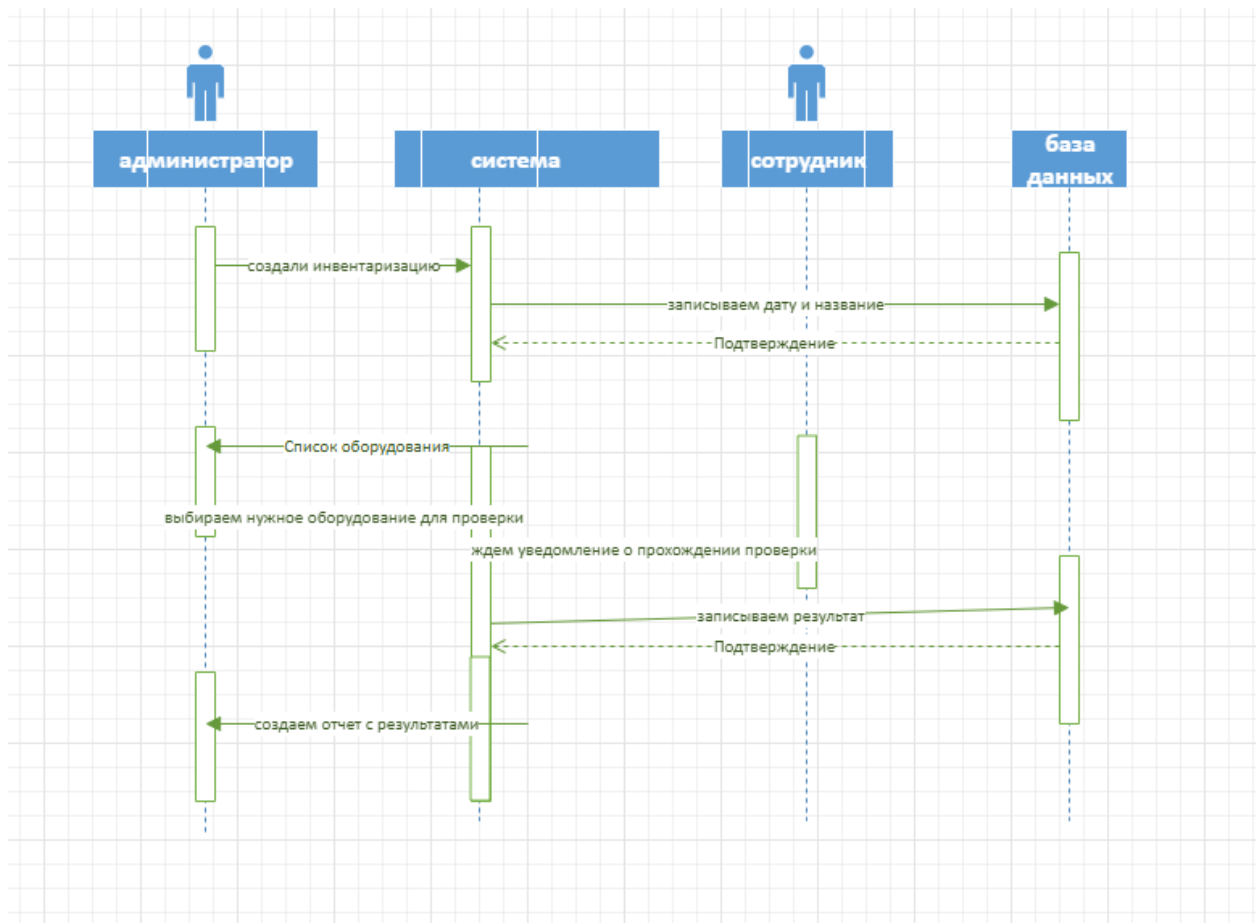 администратор
система
сотрудник
база
данных
создали инвентаризацию
записываем дату и название
Подтверждение
Список оборудования
выбираем нужное оборудование для проверки
ждем уведомление о прохождении проверки
записываем результат
Подтверждение
создаем отчет с результатами